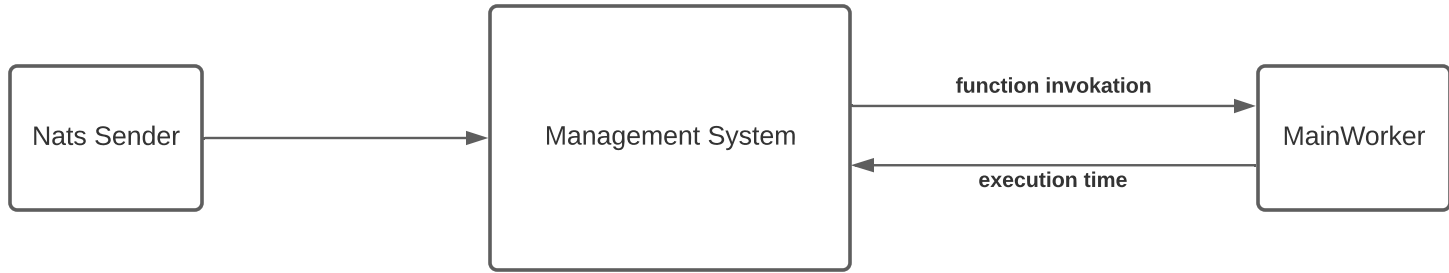 Nats Sender
Management System
function invokation
execution time
MainWorker